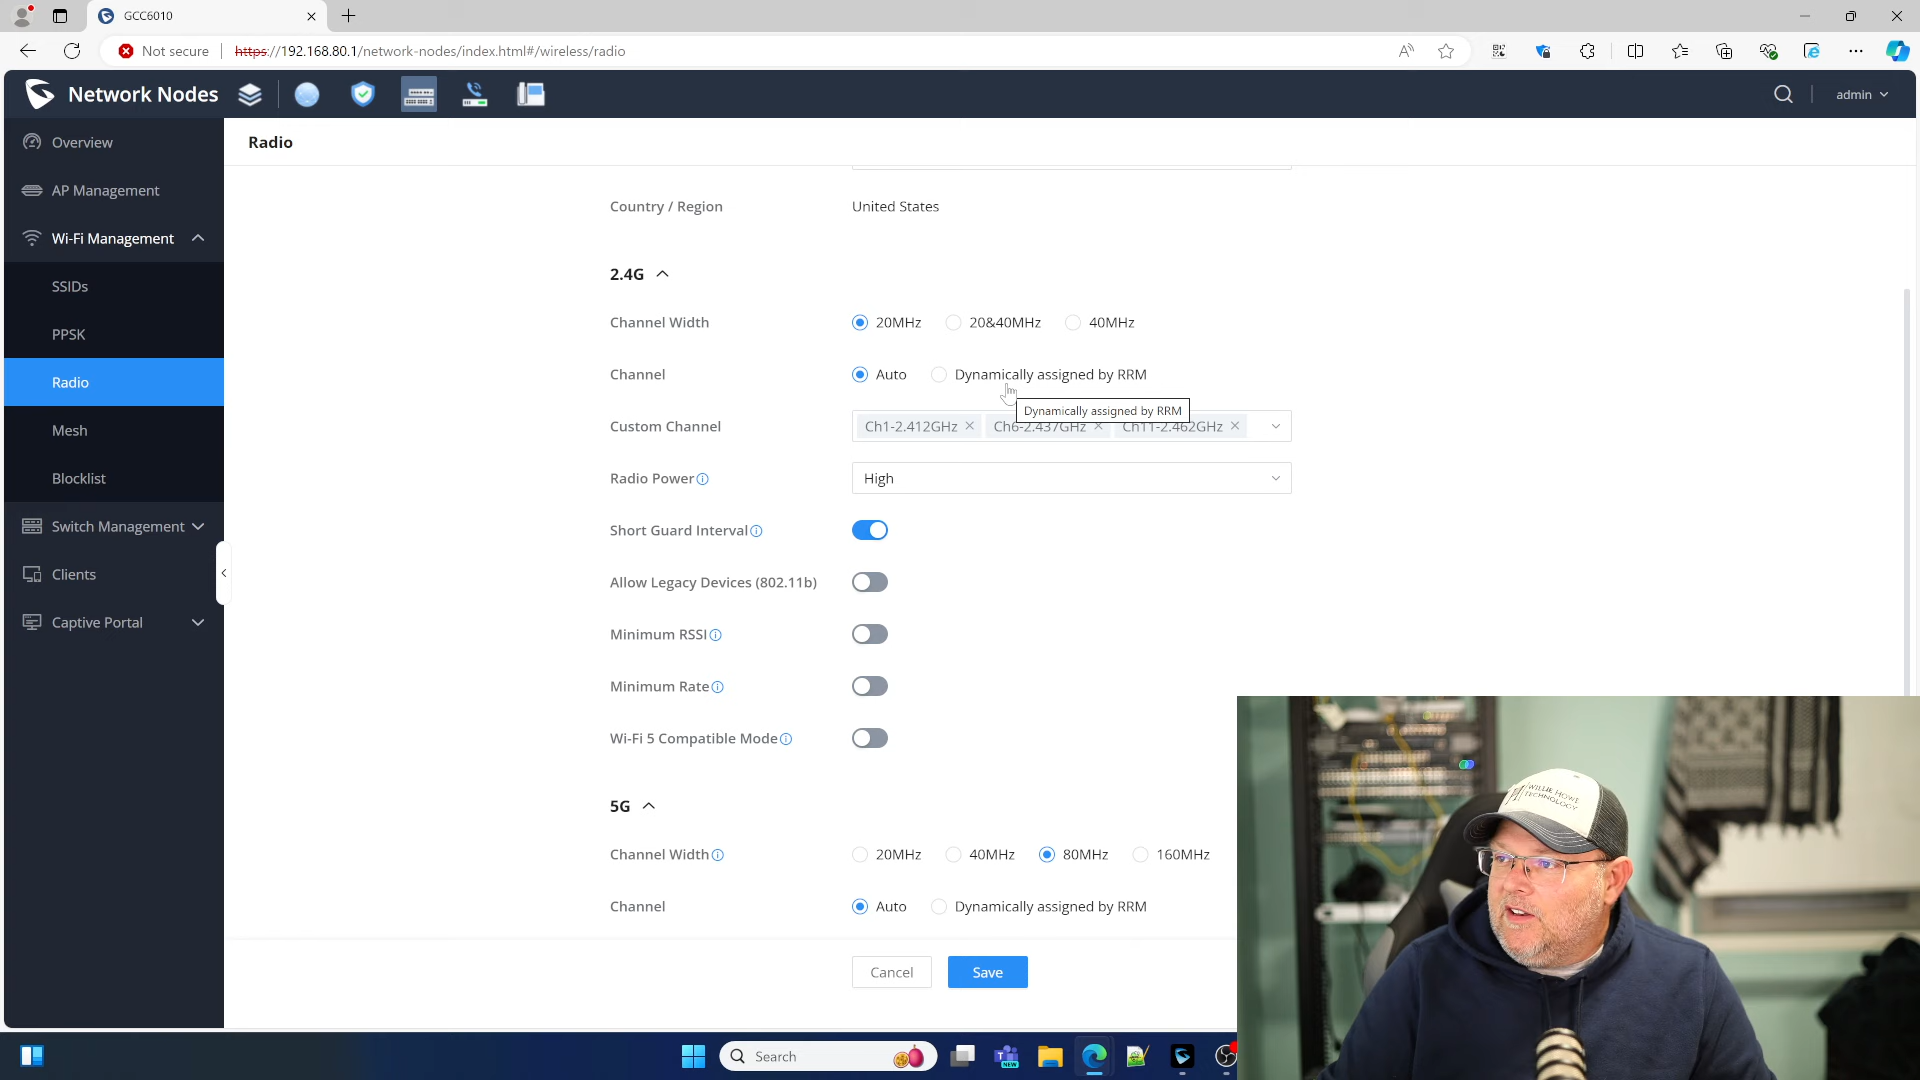 GCC6010
Not secure
https://192.168.80.1/network-nodes/index.html#/wireless/radio
Network Nodes
admin
Overview
AP Management
Wi-Fi Management
SSIDs
PPSK
Radio
Mesh
Blocklist
Switch Management
Clients
Captive Portal
Radio
Country / Region
United States
2.4G
Channel Width
20MHz
20&40MHz
40MHz
Channel
Auto
Dynamically assigned by RRM
Dynamically assigned by RRM
Custom Channel
Ch1-2.412GHz
Ch6-2.437GHz
Ch11-2.462GHz
Radio Power
High
Short Guard Interval
Allow Legacy Devices (802.11b)
Minimum RSSI
Minimum Rate
Wi-Fi 5 Compatible Mode
5G
Channel Width
20MHz
40MHz
80MHz
160MHz
Channel
Auto
Dynamically assigned by RRM
Cancel
Save
WILLIE HOWE
TECHNOLOGY
Search
NEW